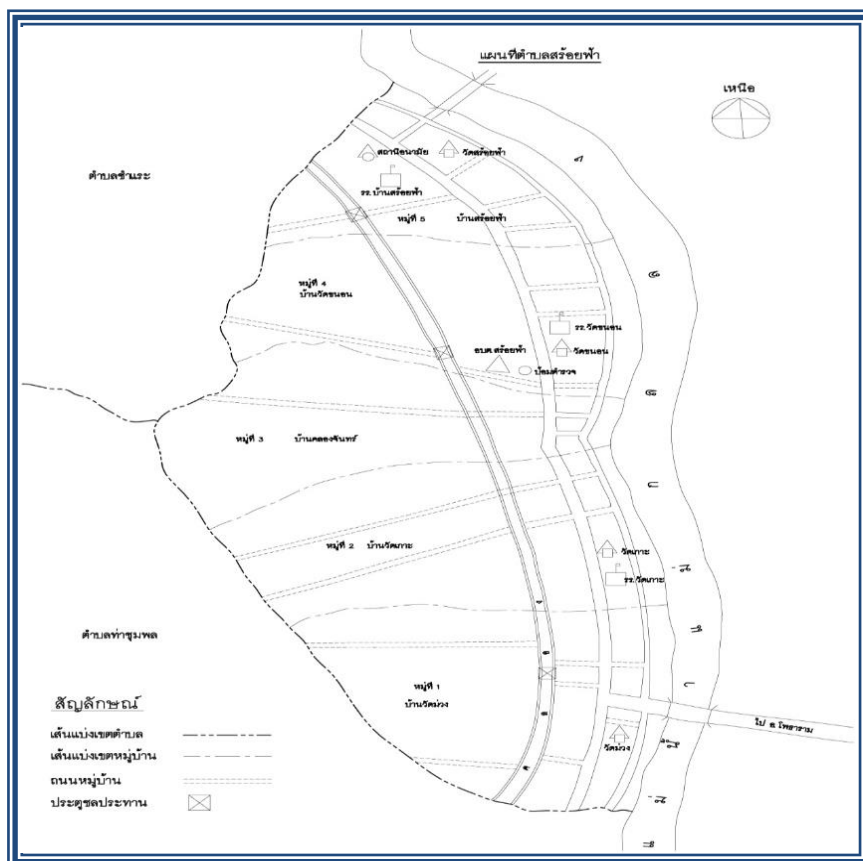 แผนที่ตำบลสร้อยฟ้า
เหนือ
สถานีอนามัย
วัดสร้อยฟ้า
ตำบลชำแระ
รร.บ้านสร้อยฟ้า
หมู่ที่ 5 บ้านสร้อยฟ้า
หมู่ที่ 4
บ้านวัดขนอน
รร.วัดขนอน
วัดขนอน
อบต.สร้อยฟ้า
ป้อมตำรวจ
หมู่ที่ 3 บ้านคลองจันทร์
หมู่ที่ 2 บ้านวัดเกาะ
วัดเกาะ
รร.วัดเกาะ
ตำบลท่าชุมพล
หมู่ที่ 1
บ้านวัดม่วง
ไป อ.โพธาราม
วัดม่วง
สัญลักษณ์
เส้นแบ่งเขตตำบล
เส้นแบ่งเขตหมู่บ้าน
ถนนหมู่บ้าน
ประตูชลประทาน